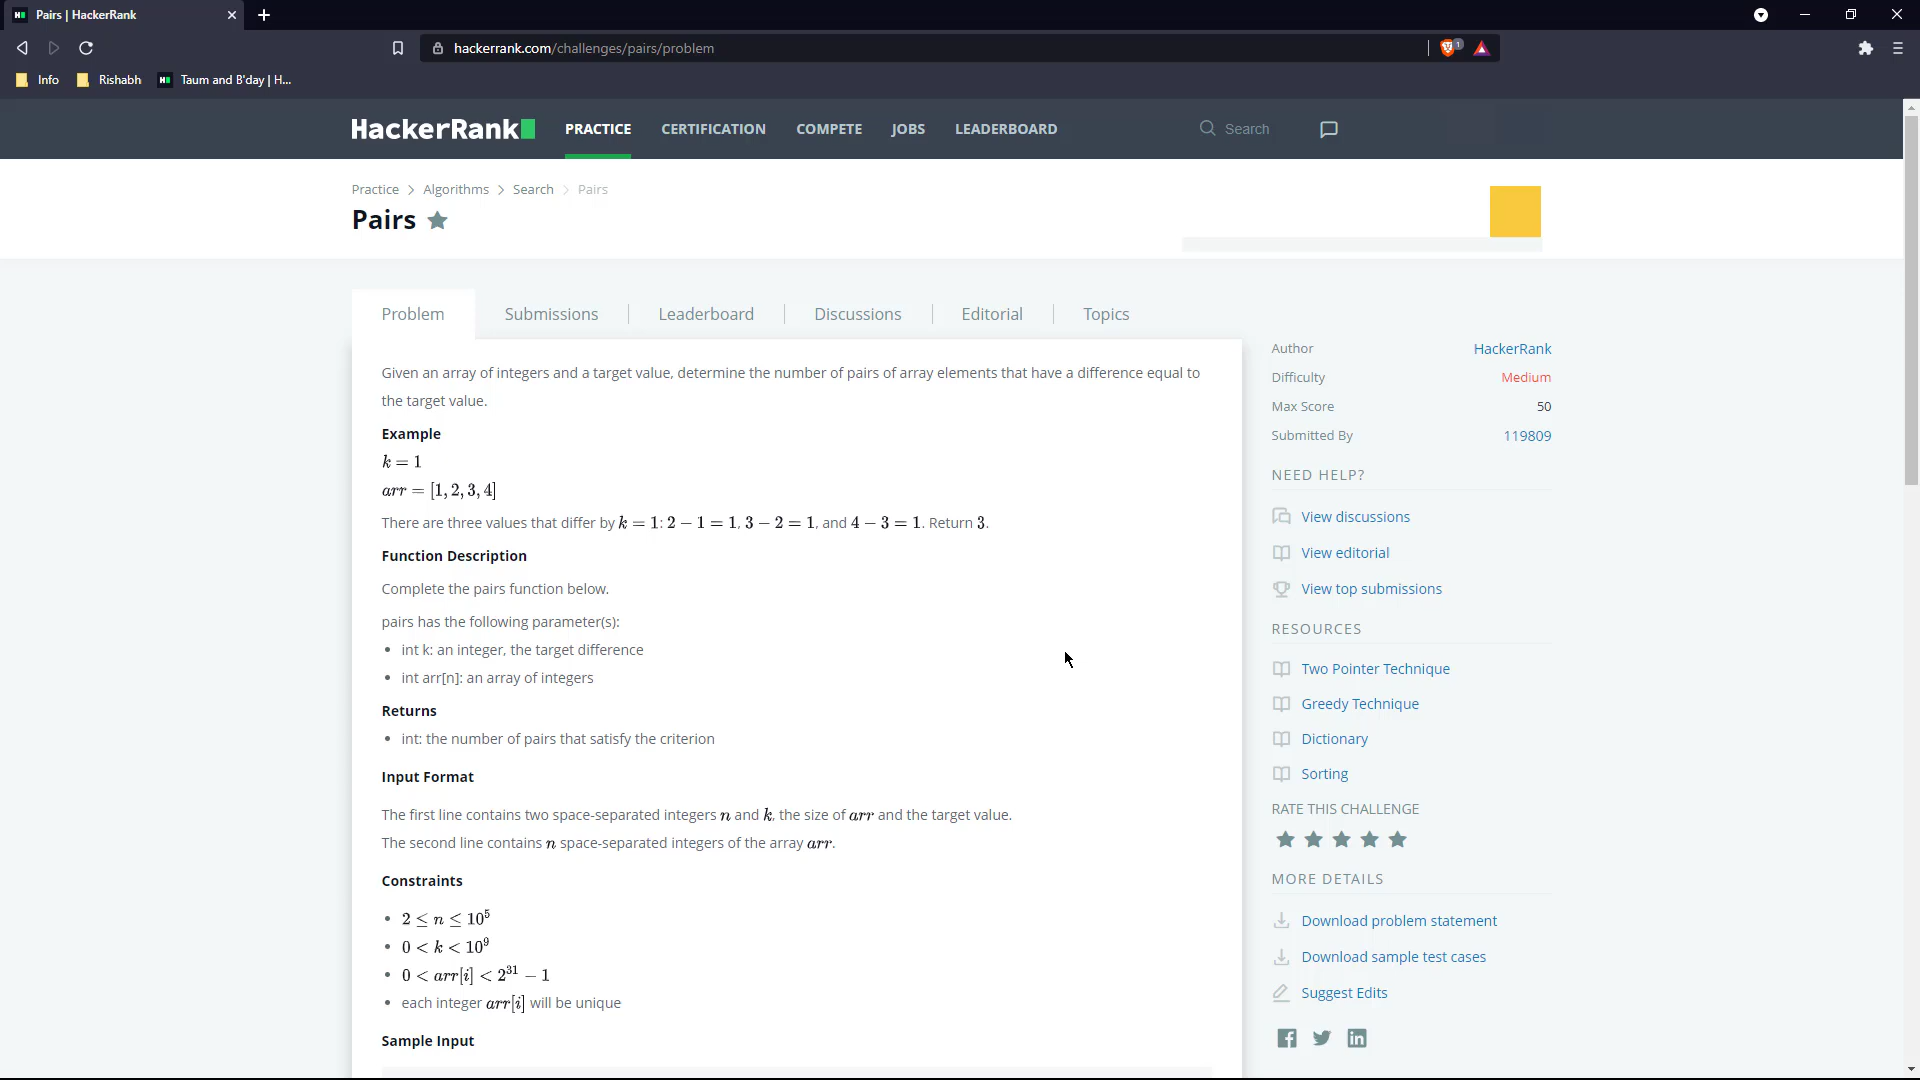 Pairs | HackerRank
hackerrank.com/challenges/pairs/problem
1
Info
Rishabh
Taum and B'day | H...
HackerRank
PRACTICE
CERTIFICATION
COMPETE
JOBS
LEADERBOARD
Search
Practice > Algorithms > Search > Pairs
Pairs
Problem
Submissions
Leaderboard
Discussions
Editorial
Topics
Given an array of integers and a target value, determine the number of pairs of array elements that have a difference equal to
the target value.
Example
k = 1
arr = [1, 2, 3, 4]
There are three values that differ by k = 1: 2 − 1 = 1, 3 − 2 = 1, and 4 − 3 = 1. Return 3.
Function Description
Complete the pairs function below.
pairs has the following parameter(s):
• int k: an integer, the target difference
• int arr[n]: an array of integers
Returns
• int: the number of pairs that satisfy the criterion
Input Format
The first line contains two space-separated integers n and k, the size of arr and the target value.
The second line contains n space-separated integers of the array arr.
Constraints
• 2 ≤ n ≤ 10⁵
• 0 < k < 10⁹
• 0 < arr[i] < 2³¹ − 1
• each integer arr[i] will be unique
Sample Input
Author HackerRank
Difficulty Medium
Max Score 50
Submitted By 119809
NEED HELP?
View discussions
View editorial
View top submissions
RESOURCES
Two Pointer Technique
Greedy Technique
Dictionary
Sorting
RATE THIS CHALLENGE
MORE DETAILS
Download problem statement
Download sample test cases
Suggest Edits